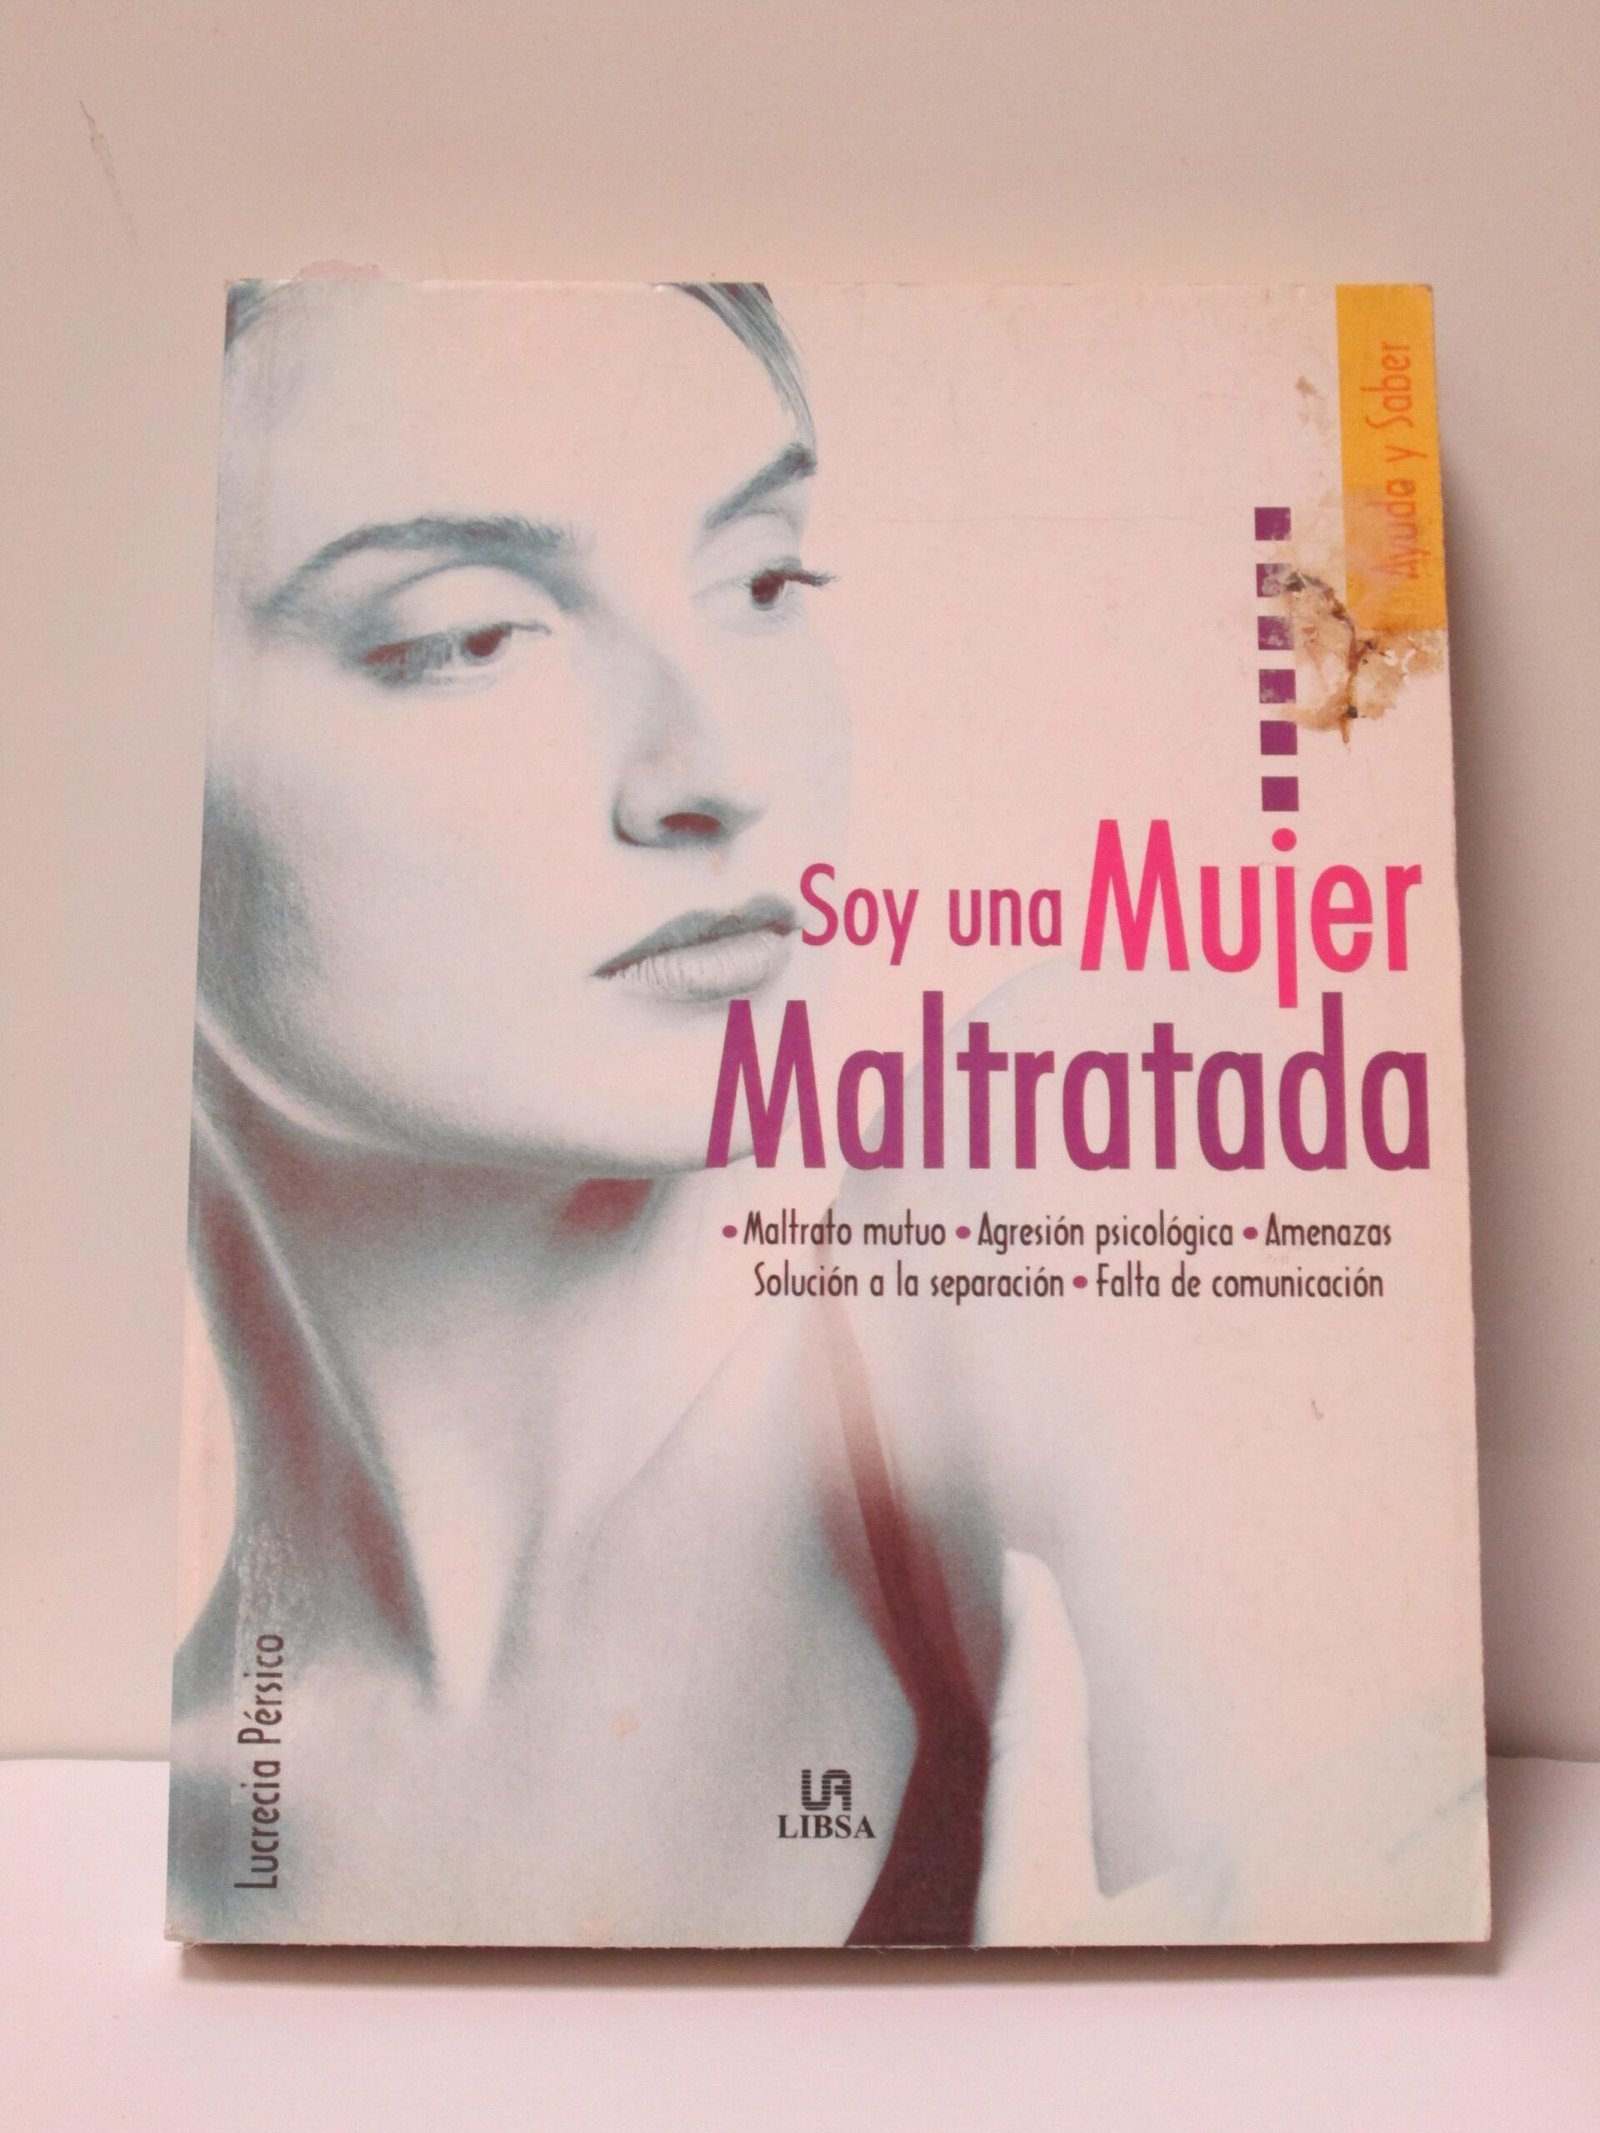 Ayuda y Saber
Soy una Mujer
Maltratada
• Maltrato mutuo • Agresión psicológica • Amenazas
Solución a la separación • Falta de comunicación
Lucrecia Pérsico
LIBSA